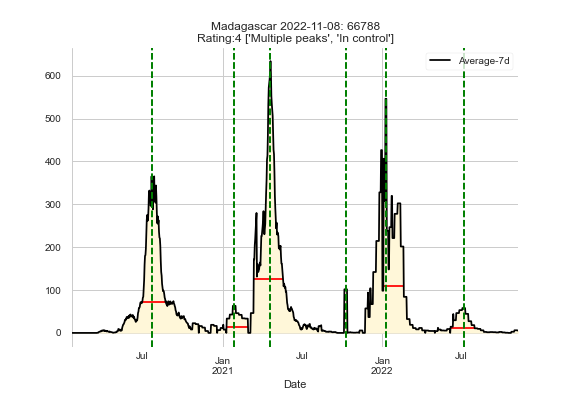 Madagascar 2022-11-08: 66788
Rating:4 ['Multiple peaks', 'In control']
Average-7d
600
500
400
300
200
100
0
Jul
Jan
2021
Jul
Jan
2022
Jul
Date